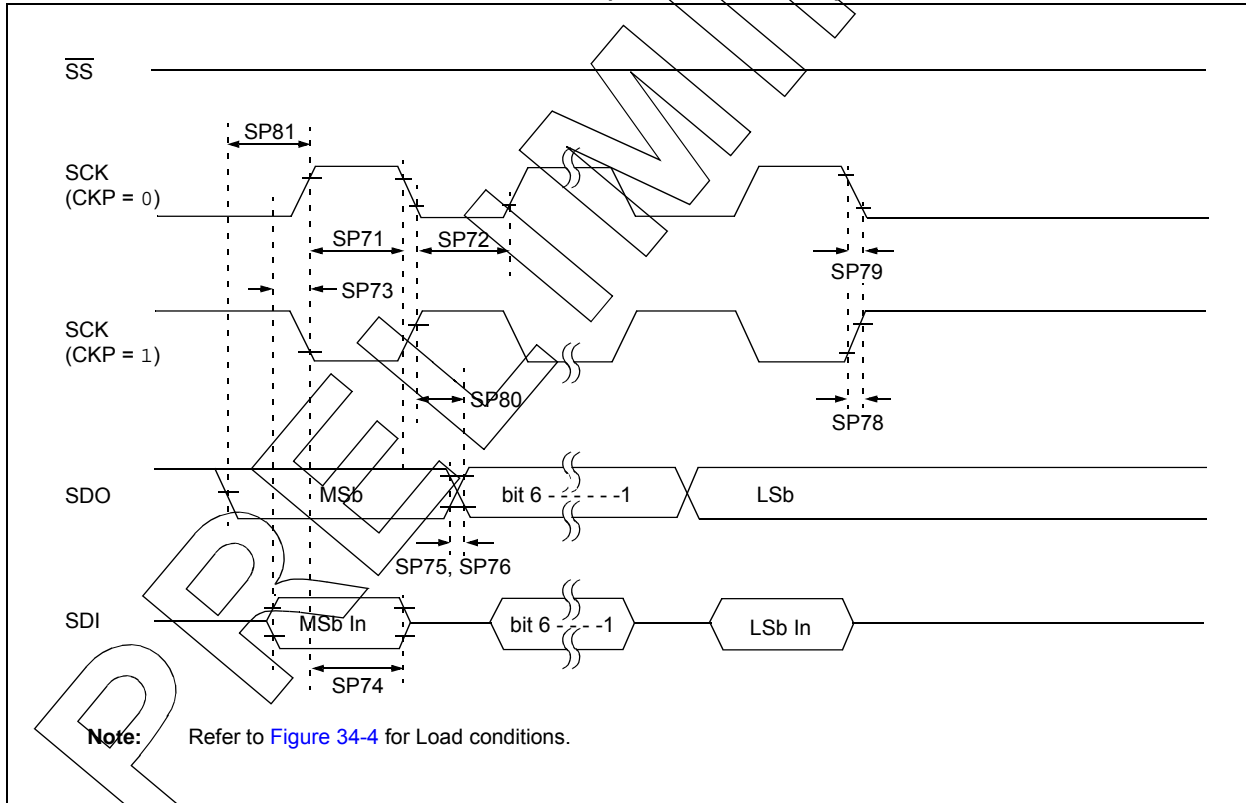 SS
SP81
SCK
(CKP = 0)
SP71
SP72
SP79
SP73
SCK
(CKP = 1)
SP80
SP78
SDO
MSb
bit 6 - - - - - -1
LSb
SP75, SP76
SDI
MSb In
bit 6 - - - -1
LSb In
SP74
Note: Refer to Figure 34-4 for Load conditions.
PRELIMI